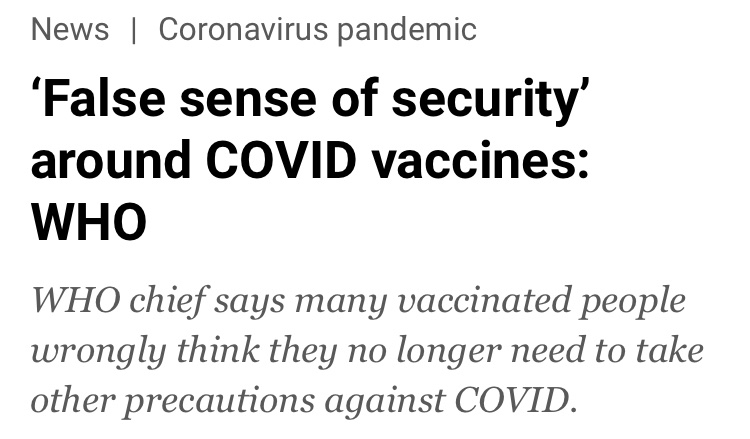 News | Coronavirus pandemic
‘False sense of security’
around COVID vaccines:
WHO
WHO chief says many vaccinated people
wrongly think they no longer need to take
other precautions against COVID.